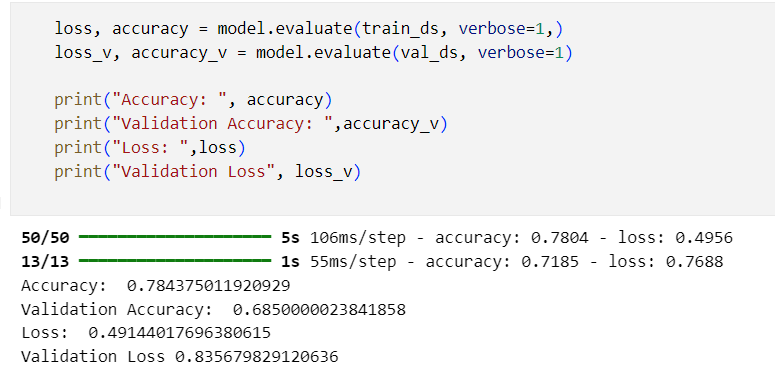 loss, accuracy = model.evaluate(train_ds, verbose=1,)
loss_v, accuracy_v = model.evaluate(val_ds, verbose=1)
print("Accuracy: ", accuracy)
print("Validation Accuracy: ",accuracy_v)
print("Loss: ",loss)
print("Validation Loss", loss_v)
50/50 ━━━━━━━━━━━━━━━━━━━━ 5s 106ms/step - accuracy: 0.7804 - loss: 0.4956
13/13 ━━━━━━━━━━━━━━━━━━━━ 1s 55ms/step - accuracy: 0.7185 - loss: 0.7688
Accuracy:  0.784375011920929
Validation Accuracy:  0.6850000023841858
Loss:  0.49144017696380615
Validation Loss 0.835679829120636